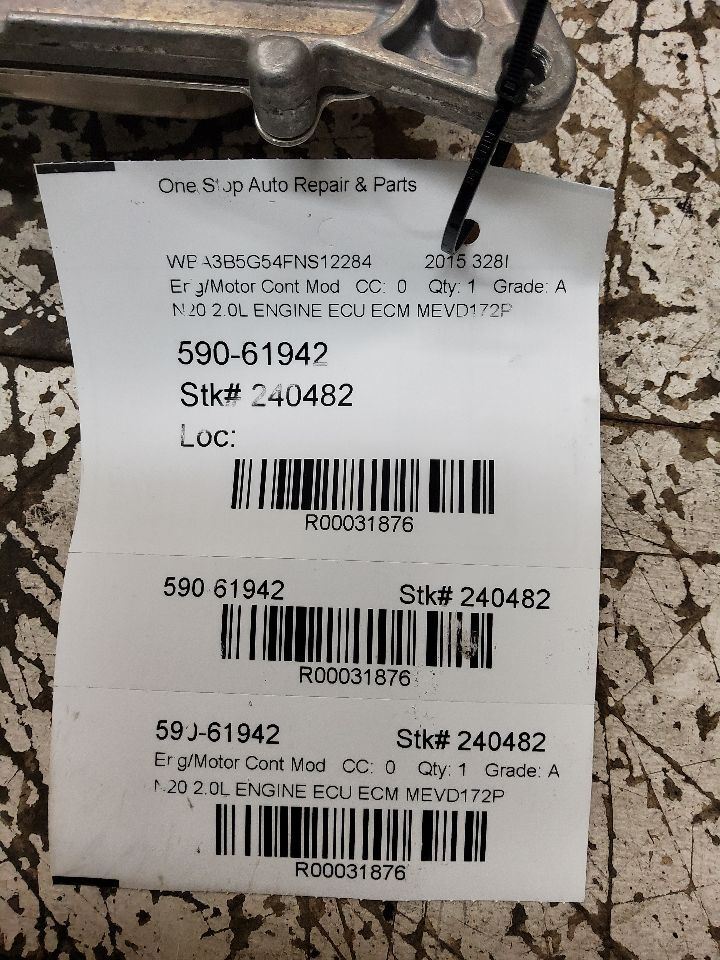 One Stop Auto Repair & Parts
WBA3B5G54FNS12284 2015 328I
Eng/Motor Cont Mod CC: 0 Qty: 1 Grade: A
N20 2.0L ENGINE ECU ECM MEVD172P
590-61942
Stk# 240482
Loc:
R00031876
590 61942 Stk# 240482
R00031876
590-61942 Stk# 240482
Eng/Motor Cont Mod CC: 0 Qty: 1 Grade: A
N20 2.0L ENGINE ECU ECM MEVD172P
R00031876